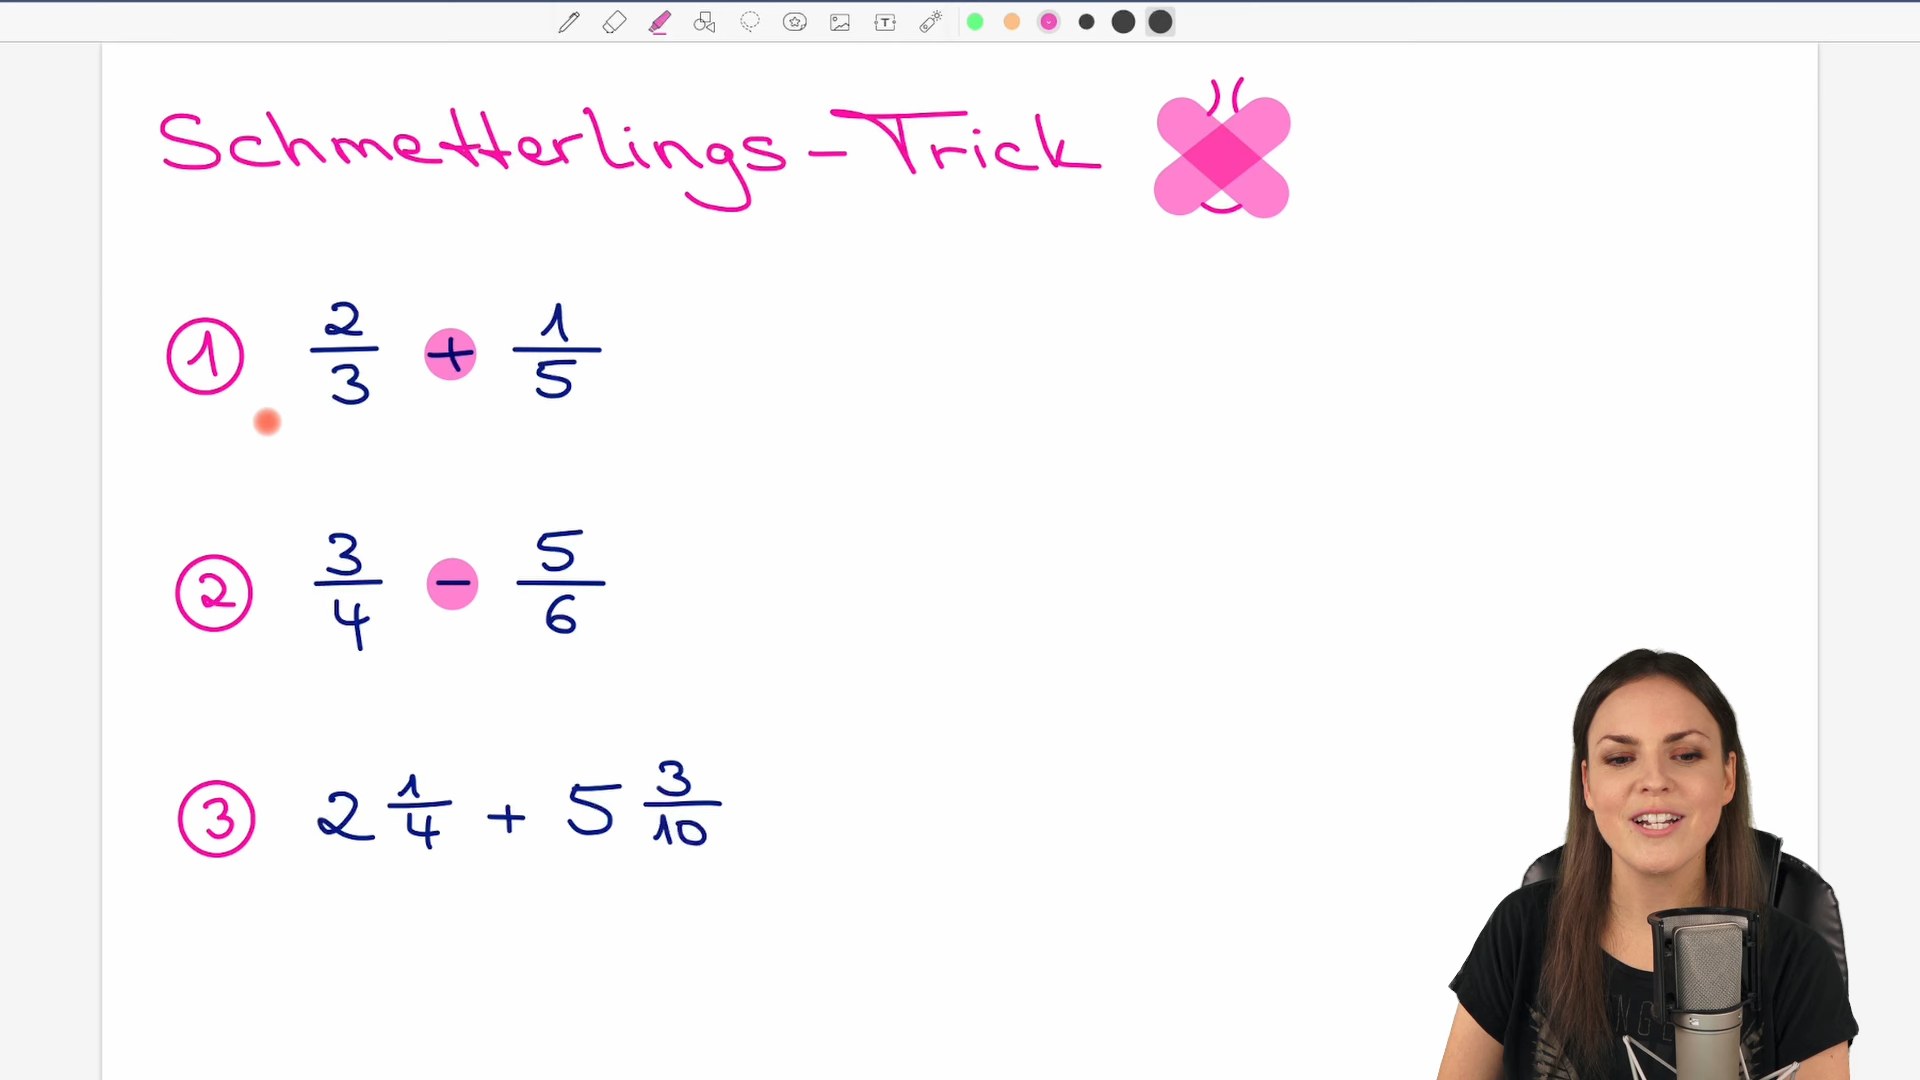 Schmetterlings-Trick
1 2/3 + 1/5
2 3/4 - 5/6
3 2 1/4 + 5 3/10